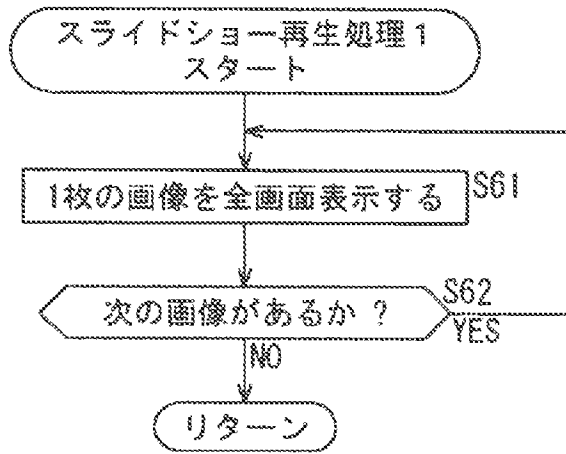 スライドショー再生処理1
スタート
1枚の画像を全画面表示する
S61
次の画像があるか?
S62
YES
NO
リターン